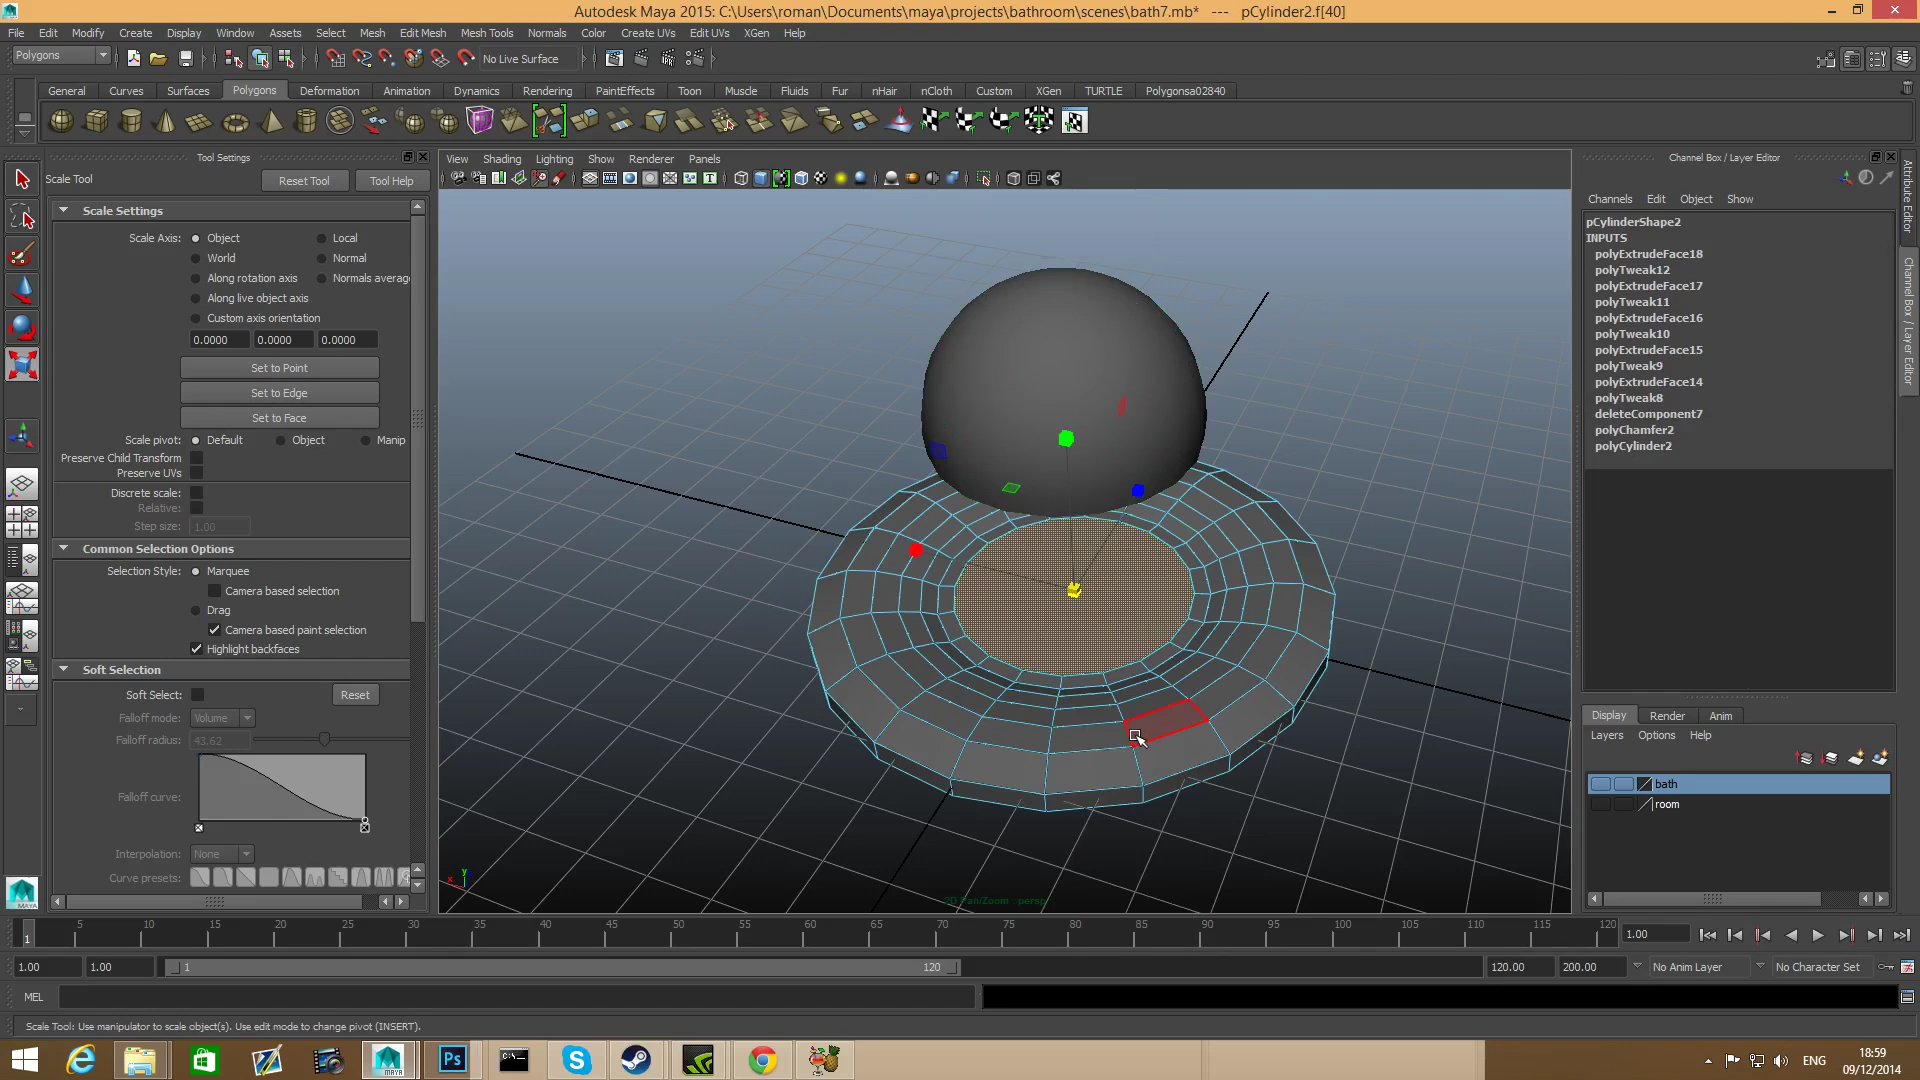 Autodesk Maya 2015: C:\Users\roman\Documents\maya\projects\bathroom\scenes\bath7.mb* --- pCylinder2.f[40]
File Edit Modify Create Display Window Assets Select Mesh Edit Mesh Mesh Tools Normals Color Create UVs Edit UVs XGen Help
Polygons No Live Surface
General Curves Surfaces Polygons Deformation Animation Dynamics Rendering PaintEffects Toon Muscle Fluids Fur nHair nCloth Custom XGen TURTLE Polygonsa02840
Tool Settings
Scale Tool Reset Tool Tool Help
Scale Settings
Scale Axis: Object Local
World Normal
Along rotation axis Normals averag
Along live object axis
Custom axis orientation
0.0000 0.0000 0.0000
Set to Point
Set to Edge
Set to Face
Scale pivot: Default Object Manip
Preserve Child Transform
Preserve UVs
Discrete scale:
Relative:
Step size: 1.00
Common Selection Options
Selection Style: Marquee
Camera based selection
Drag
Camera based paint selection
Highlight backfaces
Soft Selection
Soft Select: Reset
Falloff mode: Volume
Falloff radius: 43.62
Falloff curve:
Interpolation: None
Curve presets:
View Shading Lighting Show Renderer Panels
2D Pan/Zoom : persp
Channel Box / Layer Editor
Channels Edit Object Show
pCylinderShape2
INPUTS
polyExtrudeFace18
polyTweak12
polyExtrudeFace17
polyTweak11
polyExtrudeFace16
polyTweak10
polyExtrudeFace15
polyTweak9
polyExtrudeFace14
polyTweak8
deleteComponent7
polyChamfer2
polyCylinder2
Display Render Anim
Layers Options Help
bath
room
Attribute Editor
Channel Box / Layer Editor
1 5 10 15 20 25 30 35 40 45 50 55 60 65 70 75 80 85 90 95 100 105 110 115 120
1.00
1.00 1.00 1 120 120.00 200.00 No Anim Layer No Character Set
MEL
Scale Tool: Use manipulator to scale object(s). Use edit mode to change pivot (INSERT).
MAYA
Ps
ENG
18:59
09/12/2014